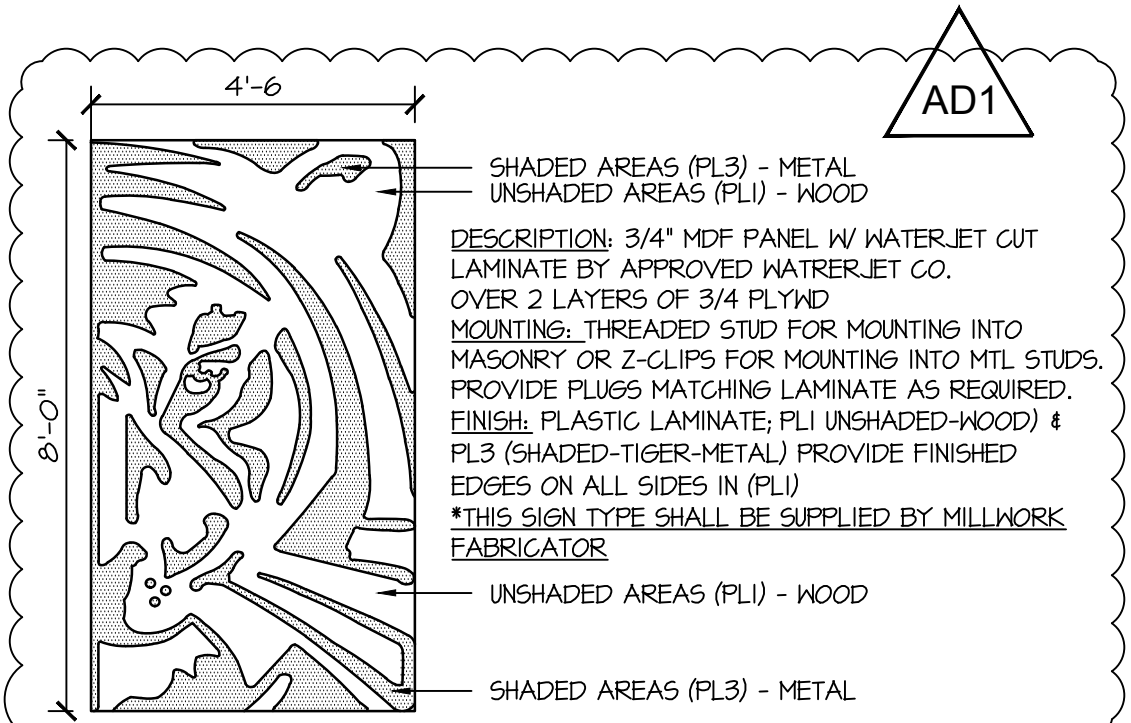 AD1
4'-6
8'-0"
SHADED AREAS (PL3) - METAL
UNSHADED AREAS (PL1) - WOOD
DESCRIPTION: 3/4" MDF PANEL W/ WATERJET CUT
LAMINATE BY APPROVED WATRERJET CO.
OVER 2 LAYERS OF 3/4 PLYWD
MOUNTING: THREADED STUD FOR MOUNTING INTO
MASONRY OR Z-CLIPS FOR MOUNTING INTO MTL STUDS.
PROVIDE PLUGS MATCHING LAMINATE AS REQUIRED.
FINISH: PLASTIC LAMINATE; PL1 UNSHADED-WOOD) &
PL3 (SHADED-TIGER-METAL) PROVIDE FINISHED
EDGES ON ALL SIDES IN (PL1)
*THIS SIGN TYPE SHALL BE SUPPLIED BY MILLWORK
FABRICATOR
UNSHADED AREAS (PL1) - WOOD
SHADED AREAS (PL3) - METAL